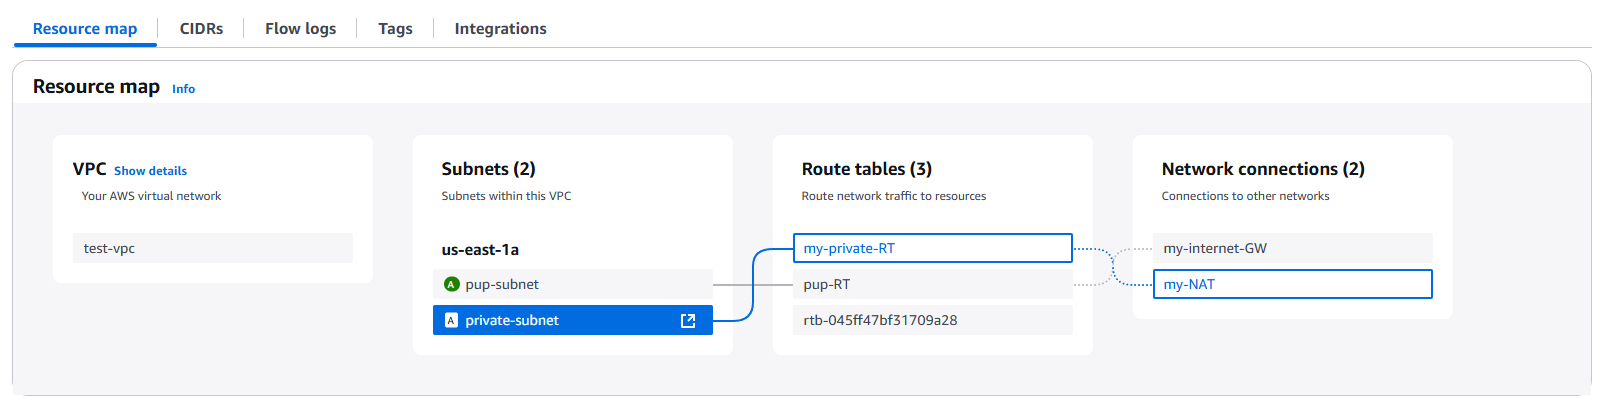 Resource map
CIDRs
Flow logs
Tags
Integrations
Resource map Info
VPC Show details
Your AWS virtual network
test-vpc
Subnets (2)
Subnets within this VPC
us-east-1a
A pup-subnet
A private-subnet
Route tables (3)
Route network traffic to resources
my-private-RT
pup-RT
rtb-045ff47bf31709a28
Network connections (2)
Connections to other networks
my-internet-GW
my-NAT